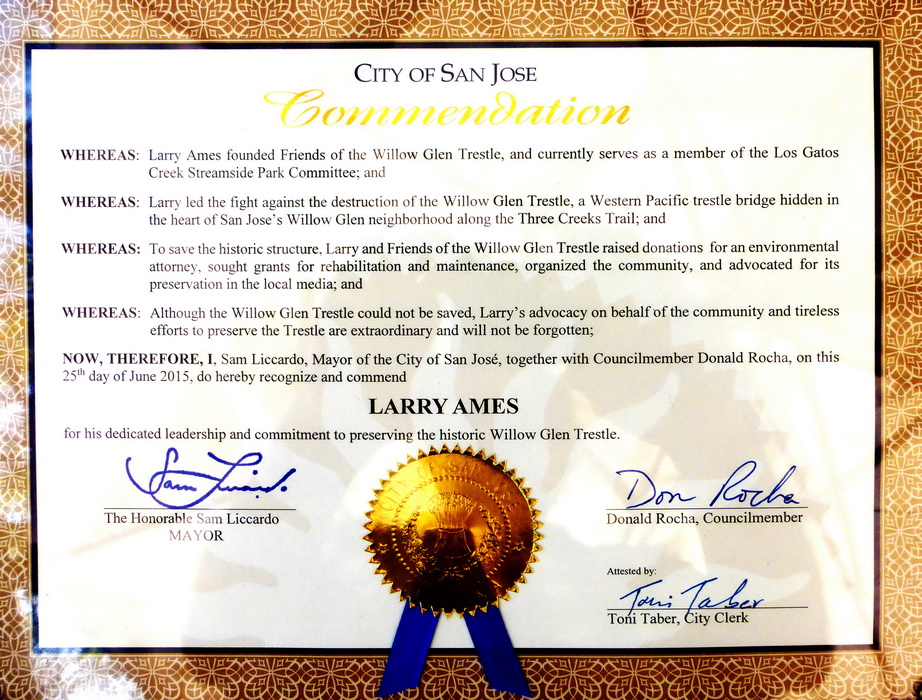 CITY OF SAN JOSE
Commendation
WHEREAS: Larry Ames founded Friends of the Willow Glen Trestle, and currently serves as a member of the Los Gatos
Creek Streamside Park Committee; and
WHEREAS: Larry led the fight against the destruction of the Willow Glen Trestle, a Western Pacific trestle bridge hidden in
the heart of San Jose's Willow Glen neighborhood along the Three Creeks Trail; and
WHEREAS: To save the historic structure, Larry and Friends of the Willow Glen Trestle raised donations for an environmental
attorney, sought grants for rehabilitation and maintenance, organized the community, and advocated for its
preservation in the local media; and
WHEREAS: Although the Willow Glen Trestle could not be saved, Larry's advocacy on behalf of the community and tireless
efforts to preserve the Trestle are extraordinary and will not be forgotten;
NOW, THEREFORE, I, Sam Liccardo, Mayor of the City of San José, together with Councilmember Donald Rocha, on this
25th day of June 2015, do hereby recognize and commend
LARRY AMES
for his dedicated leadership and commitment to preserving the historic Willow Glen Trestle.
Sam Liccardo
The Honorable Sam Liccardo
MAYOR
CITY OF SAN
Don Rocha
Donald Rocha, Councilmember
Attested by:
Toni Taber
Toni Taber, City Clerk